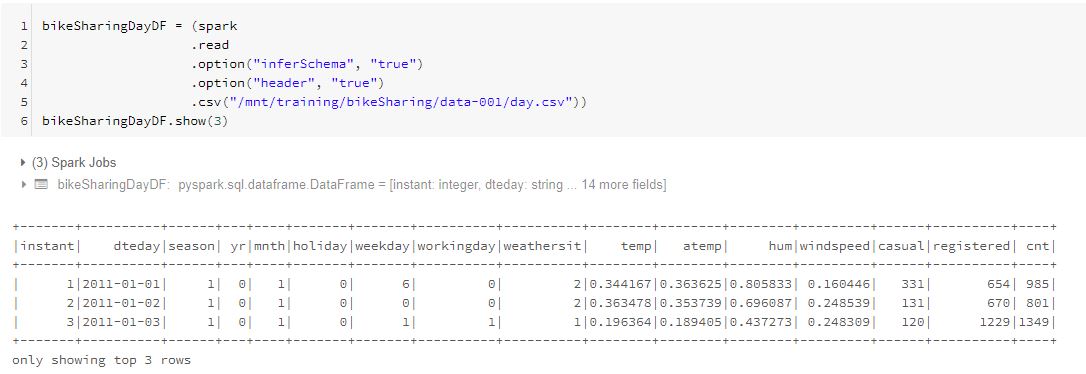 1 bikeSharingDayDF = (spark
2 .read
3 .option("inferSchema", "true")
4 .option("header", "true")
5 .csv("/mnt/training/bikeSharing/data-001/day.csv"))
6 bikeSharingDayDF.show(3)
(3) Spark Jobs
bikeSharingDayDF: pyspark.sql.dataframe.DataFrame = [instant: integer, dteday: string ... 14 more fields]
+-------+----------+------+---+----+-------+-------+----------+----------+--------+--------+--------+---------+------+----------+----+
|instant|    dteday|season| yr|mnth|holiday|weekday|workingday|weathersit|    temp|   atemp|     hum|windspeed|casual|registered| cnt|
+-------+----------+------+---+----+-------+-------+----------+----------+--------+--------+--------+---------+------+----------+----+
|      1|2011-01-01|     1|  0|   1|      0|      6|         0|         2|0.344167|0.363625|0.805833| 0.160446|   331|       654| 985|
|      2|2011-01-02|     1|  0|   1|      0|      0|         0|         2|0.363478|0.353739|0.696087| 0.248539|   131|       670| 801|
|      3|2011-01-03|     1|  0|   1|      0|      1|         1|         1|0.196364|0.189405|0.437273| 0.248309|   120|      1229|1349|
+-------+----------+------+---+----+-------+-------+----------+----------+--------+--------+--------+---------+------+----------+----+
only showing top 3 rows